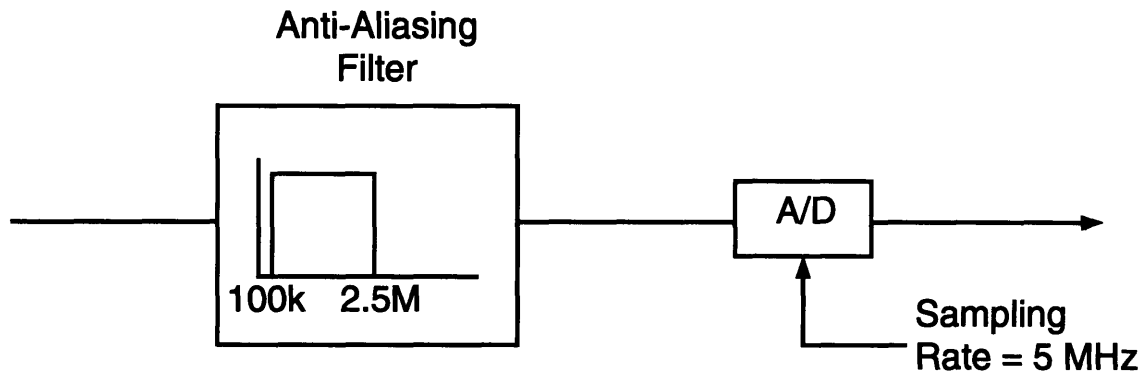 Anti-Aliasing
Filter
100k 2.5M
A/D
Sampling
Rate = 5 MHz